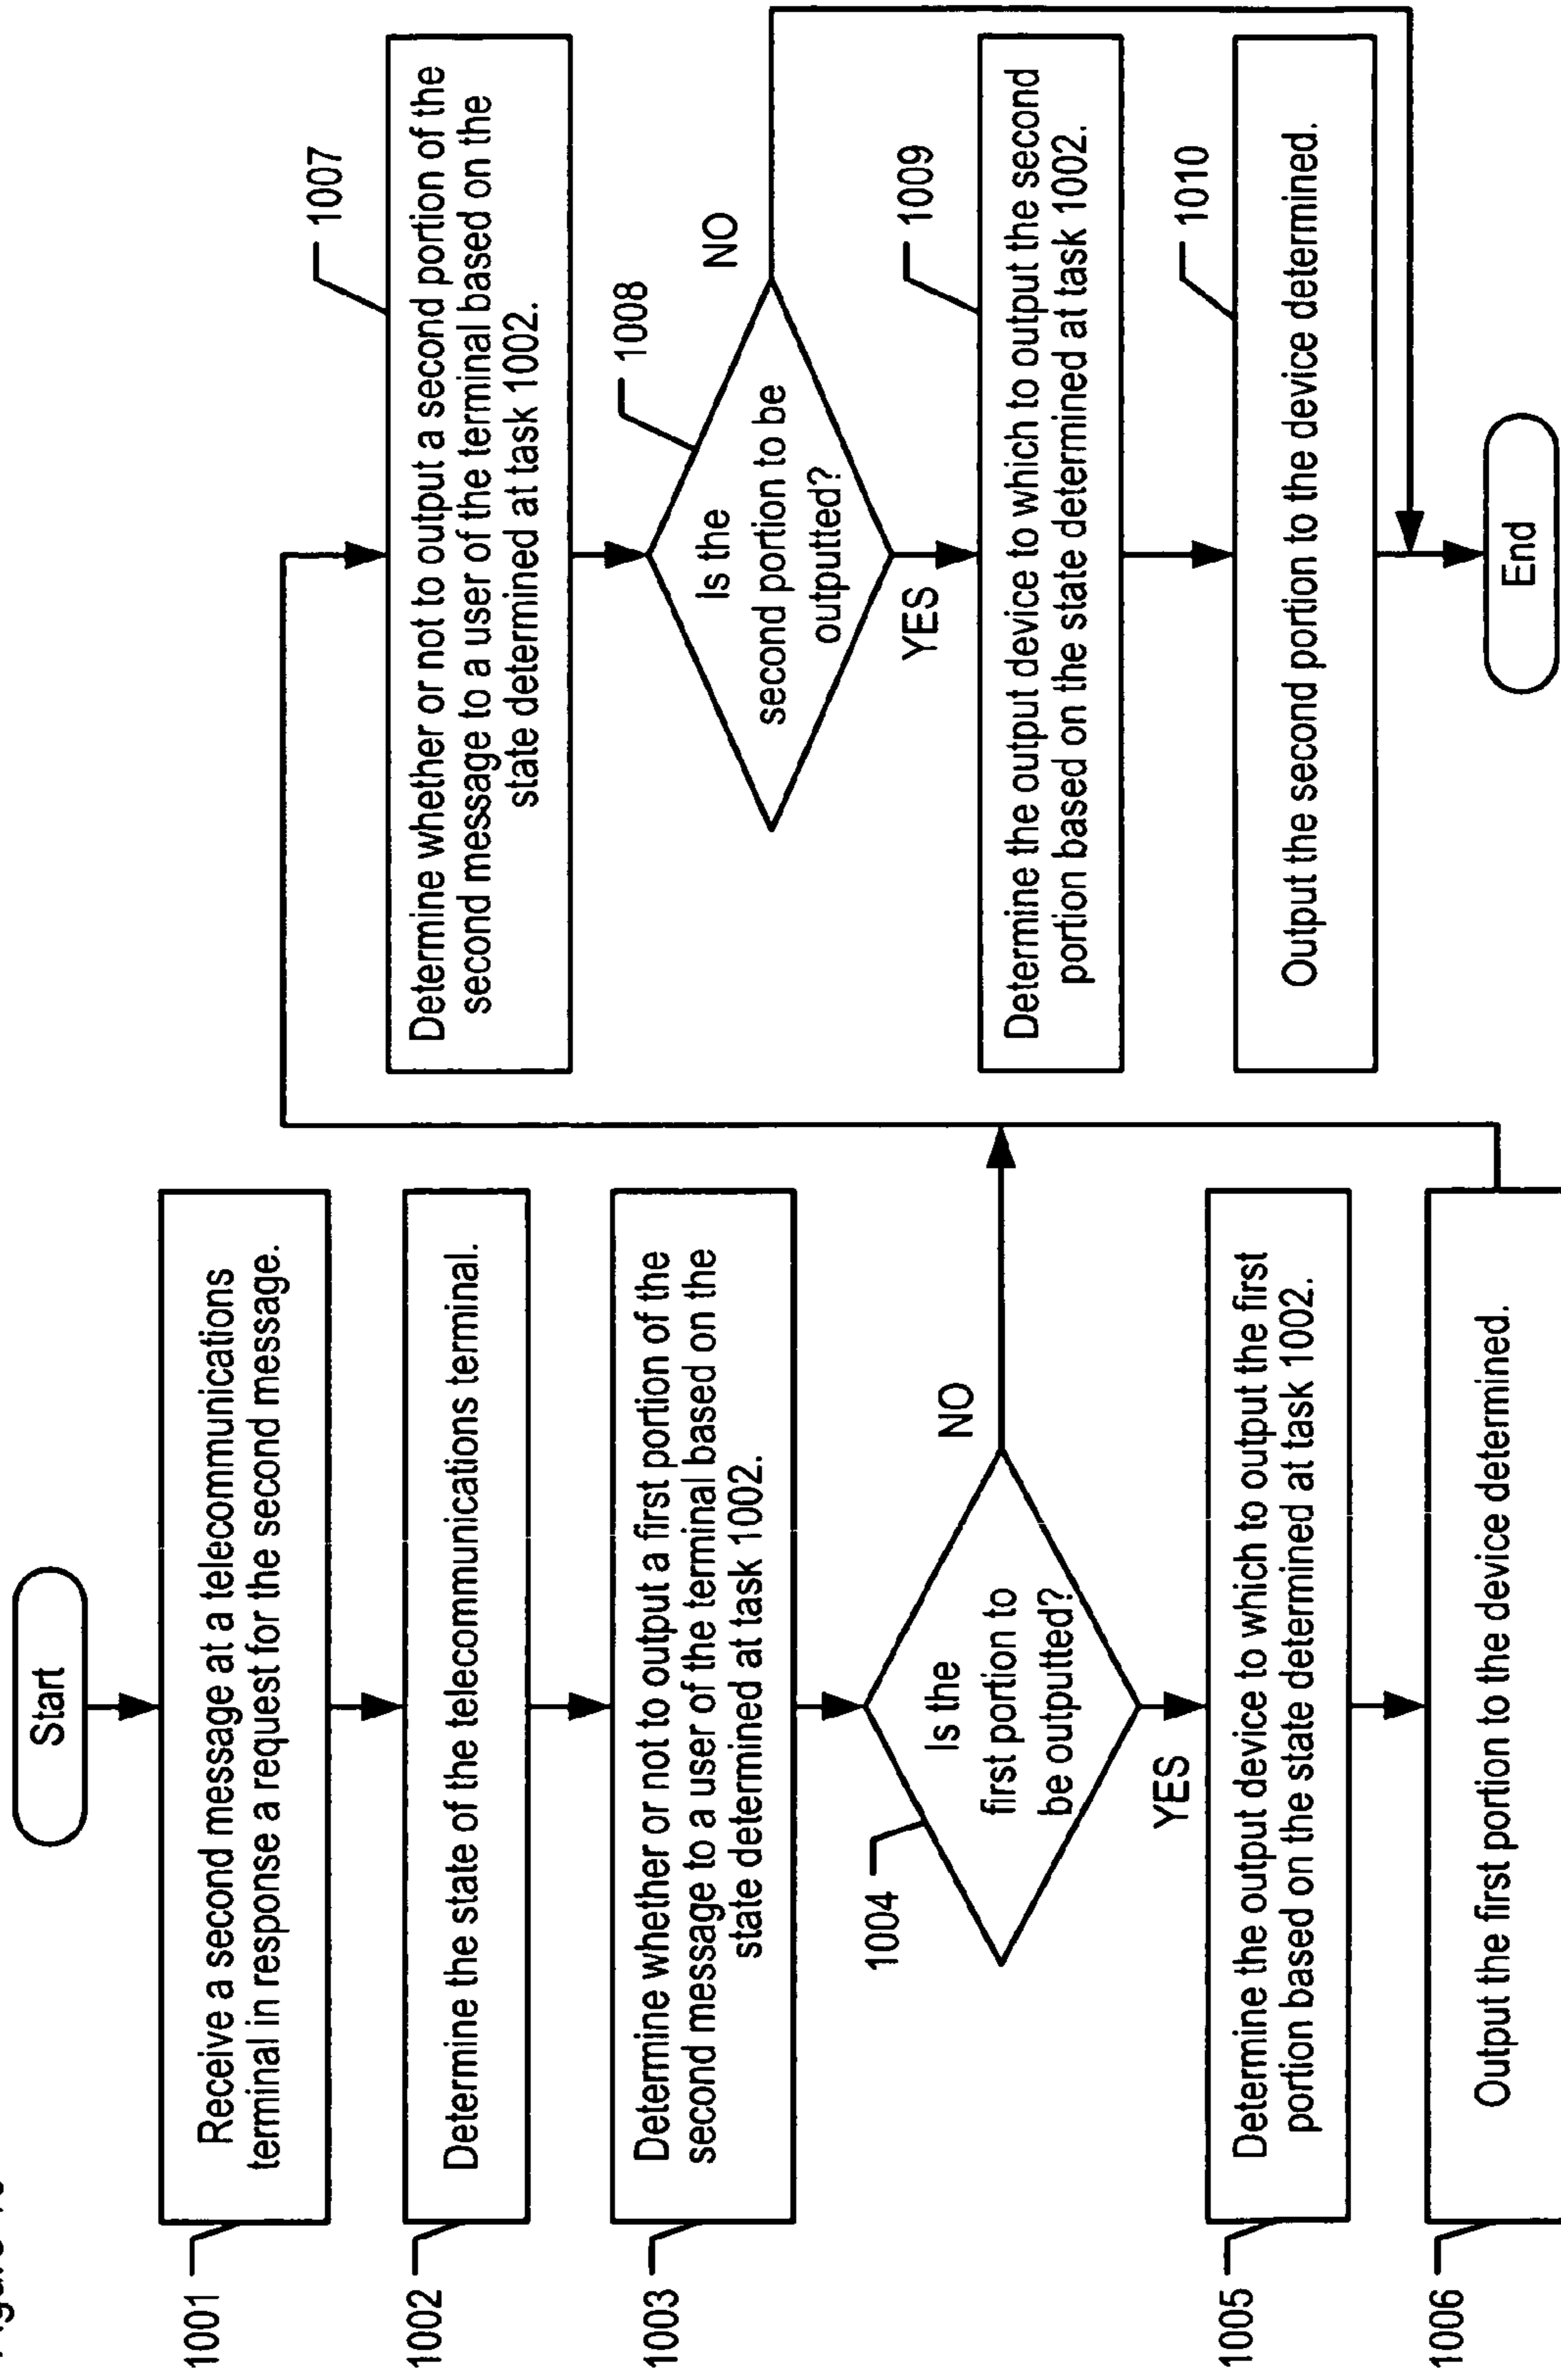 Start
1001
Receive a second message at a telecommunications
terminal in response a request for the second message.
1002
Determine the state of the telecommunications terminal.
1003
Determine whether or not to output a first portion of the
second message to a user of the terminal based on the
state determined at task 1002.
1004
Is the
first portion to
be outputted?
NO
YES
1005
Determine the output device to which to output the first
portion based on the state determined at task 1002.
1006
Output the first portion to the device determined.
1007
Determine whether or not to output a second portion of the
second message to a user of the terminal based on the
state determined at task 1002.
1008
Is the
second portion to be
outputted?
NO
YES
1009
Determine the output device to which to output the second
portion based on the state determined at task 1002.
1010
Output the second portion to the device determined.
End